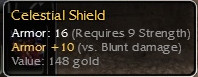 Celestial Shield
Armor: 16 (Requires 9 Strength)
Armor +10 (vs. Blunt damage)
Value: 148 gold